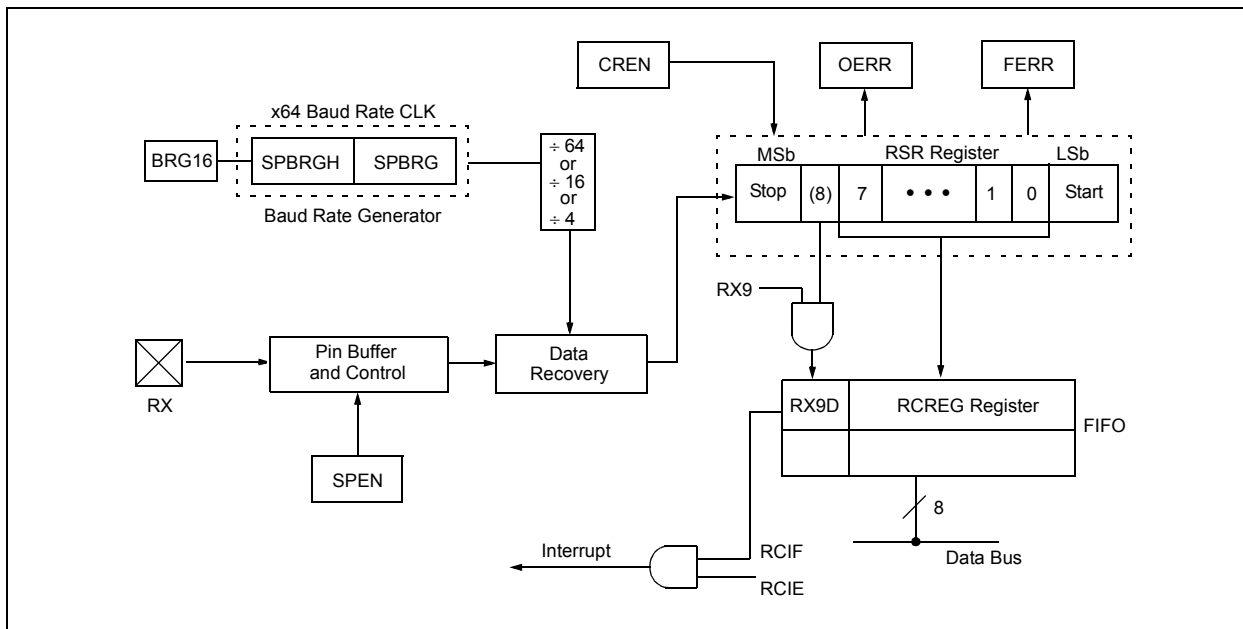 CREN
OERR
FERR
x64 Baud Rate CLK
BRG16
SPBRGH
SPBRG
Baud Rate Generator
÷ 64
or
÷ 16
or
÷ 4
MSb
RSR Register
LSb
Stop
(8)
7
• • •
1
0
Start
RX9
RX
Pin Buffer
and Control
Data
Recovery
SPEN
RX9D
RCREG Register
FIFO
8
Data Bus
Interrupt
RCIF
RCIE